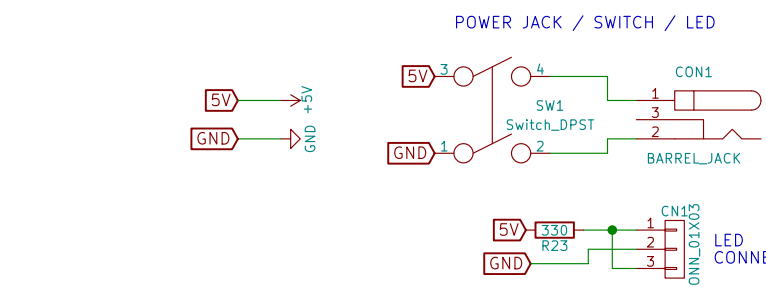 POWER JACK / SWITCH / LED
5V
3
4
CON1
5V
+5V
1
SW1
3
Switch_DPST
GND
GND
2
GND
1
2
BARREL_JACK
CN1
ONN_01X03
5V
330
1
R23
2
LED
GND
3
CONNE